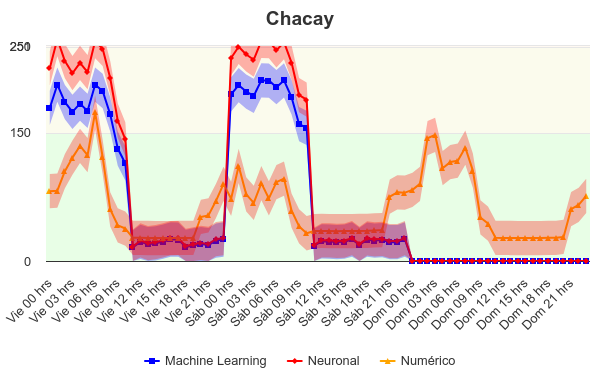 Chacay
250
150
0
Vie 00 hrs
Vie 03 hrs
Vie 06 hrs
Vie 09 hrs
Vie 12 hrs
Vie 15 hrs
Vie 18 hrs
Vie 21 hrs
Sáb 00 hrs
Sáb 03 hrs
Sáb 06 hrs
Sáb 09 hrs
Sáb 12 hrs
Sáb 15 hrs
Sáb 18 hrs
Sáb 21 hrs
Dom 00 hrs
Dom 03 hrs
Dom 06 hrs
Dom 09 hrs
Dom 12 hrs
Dom 15 hrs
Dom 18 hrs
Dom 21 hrs
Machine Learning Neuronal Numérico